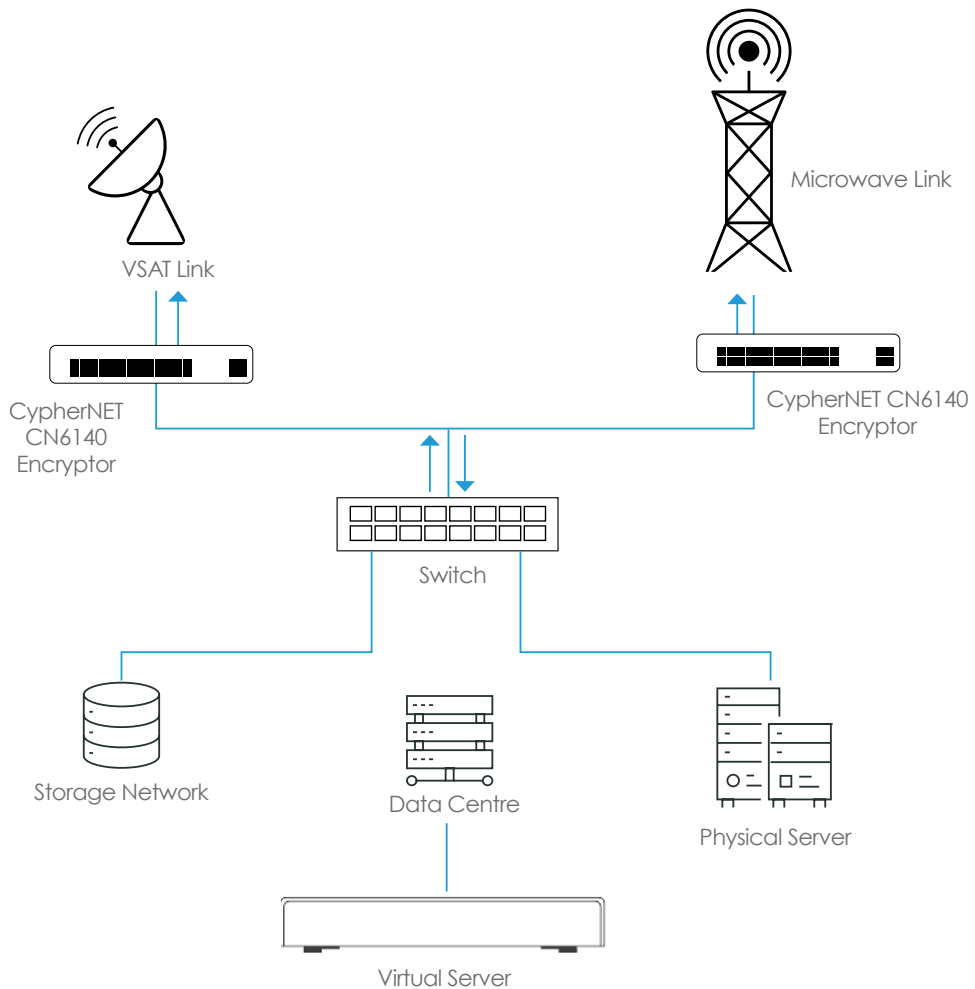 Microwave Link
VSAT Link
CypherNET
CN6140
Encryptor
CypherNET CN6140
Encryptor
Switch
Storage Network
Data Centre
Physical Server
Virtual Server